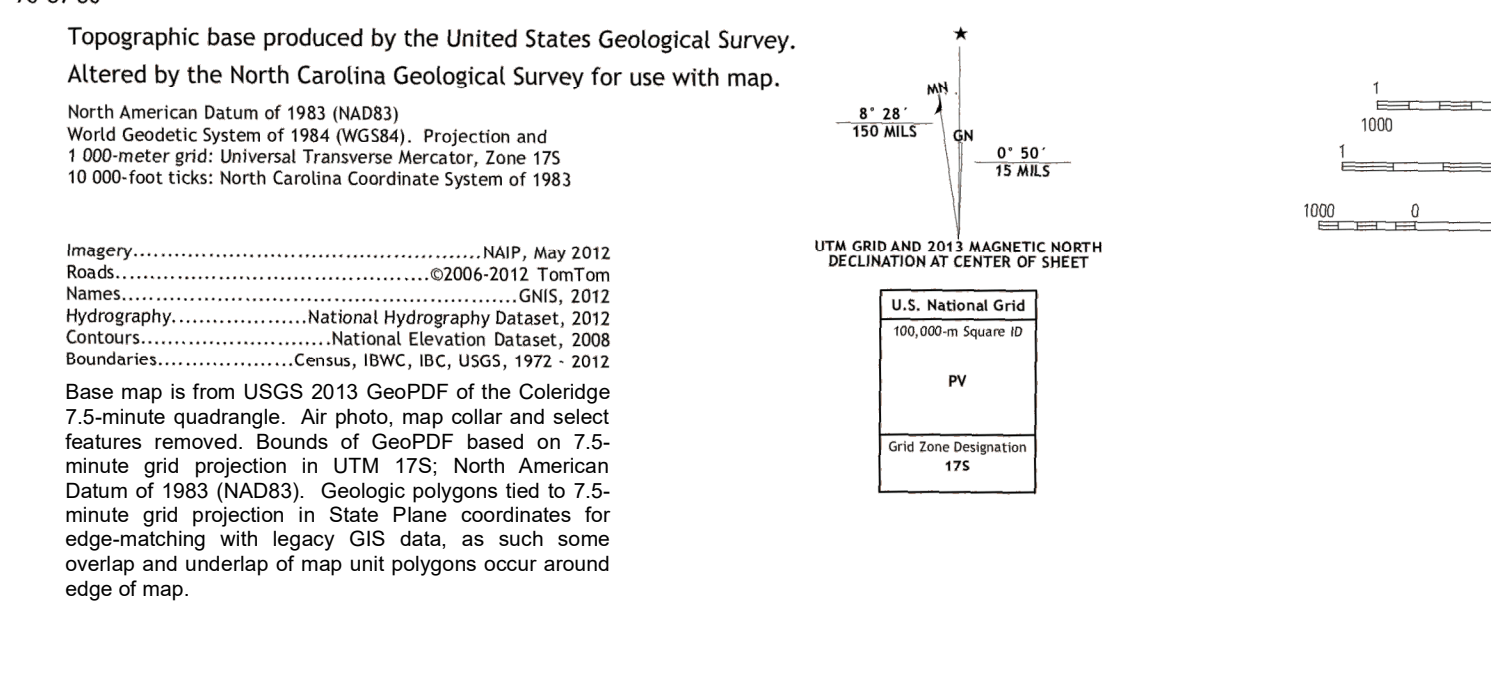 Topographic base produced by the United States Geological Survey.
Altered by the North Carolina Geological Survey for use with map.
North American Datum of 1983 (NAD83)
World Geodetic System of 1984 (WGS84).  Projection and
1 000-meter grid: Universal Transverse Mercator, Zone 17S
10 000-foot ticks: North Carolina Coordinate System of 1983
Imagery..................................................NAIP, May 2012
Roads.............................................©2006-2012 TomTom
Names.........................................................GNIS, 2012
Hydrography....................National Hydrography Dataset, 2012
Contours............................National Elevation Dataset, 2008
Boundaries....................Census, IBWC, IBC, USGS, 1972 - 2012
Base map is from USGS 2013 GeoPDF of the Coleridge
7.5-minute quadrangle.  Air photo, map collar and select
features removed. Bounds of GeoPDF based on 7.5-
minute grid projection in UTM 17S; North American
Datum of 1983 (NAD83).  Geologic polygons tied to 7.5-
minute grid projection in State Plane coordinates for
edge-matching with legacy GIS data, as such some
overlap and underlap of map unit polygons occur around
edge of map.
★
MN
8° 28´
150 MILS
GN
0° 50´
15 MILS
UTM GRID AND 2013 MAGNETIC NORTH
DECLINATION AT CENTER OF SHEET
U.S. National Grid
100,000-m Square ID
PV
Grid Zone Designation
17S
1
1000
1
1000 0